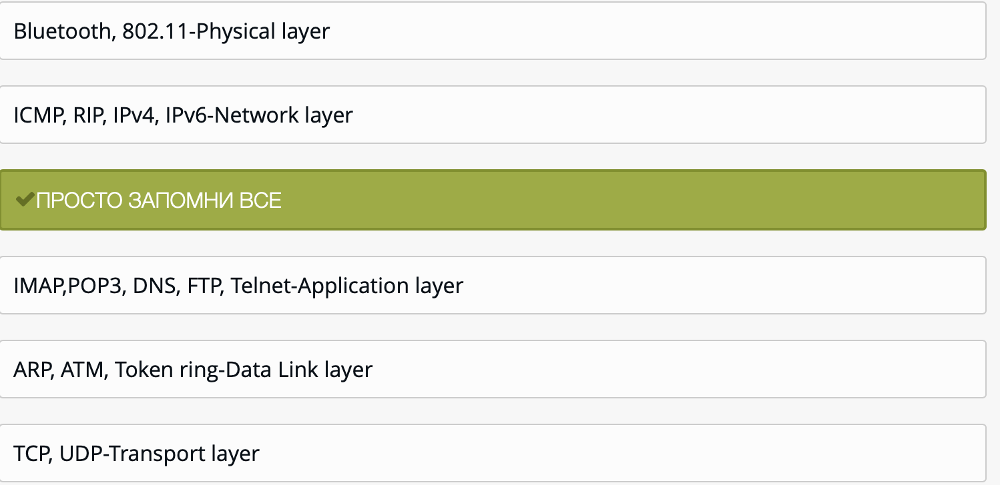 Bluetooth, 802.11-Physical layer
ICMP, RIP, IPv4, IPv6-Network layer
ПРОСТО ЗАПОМНИ ВСЕ
IMAP,POP3, DNS, FTP, Telnet-Application layer
ARP, ATM, Token ring-Data Link layer
TCP, UDP-Transport layer